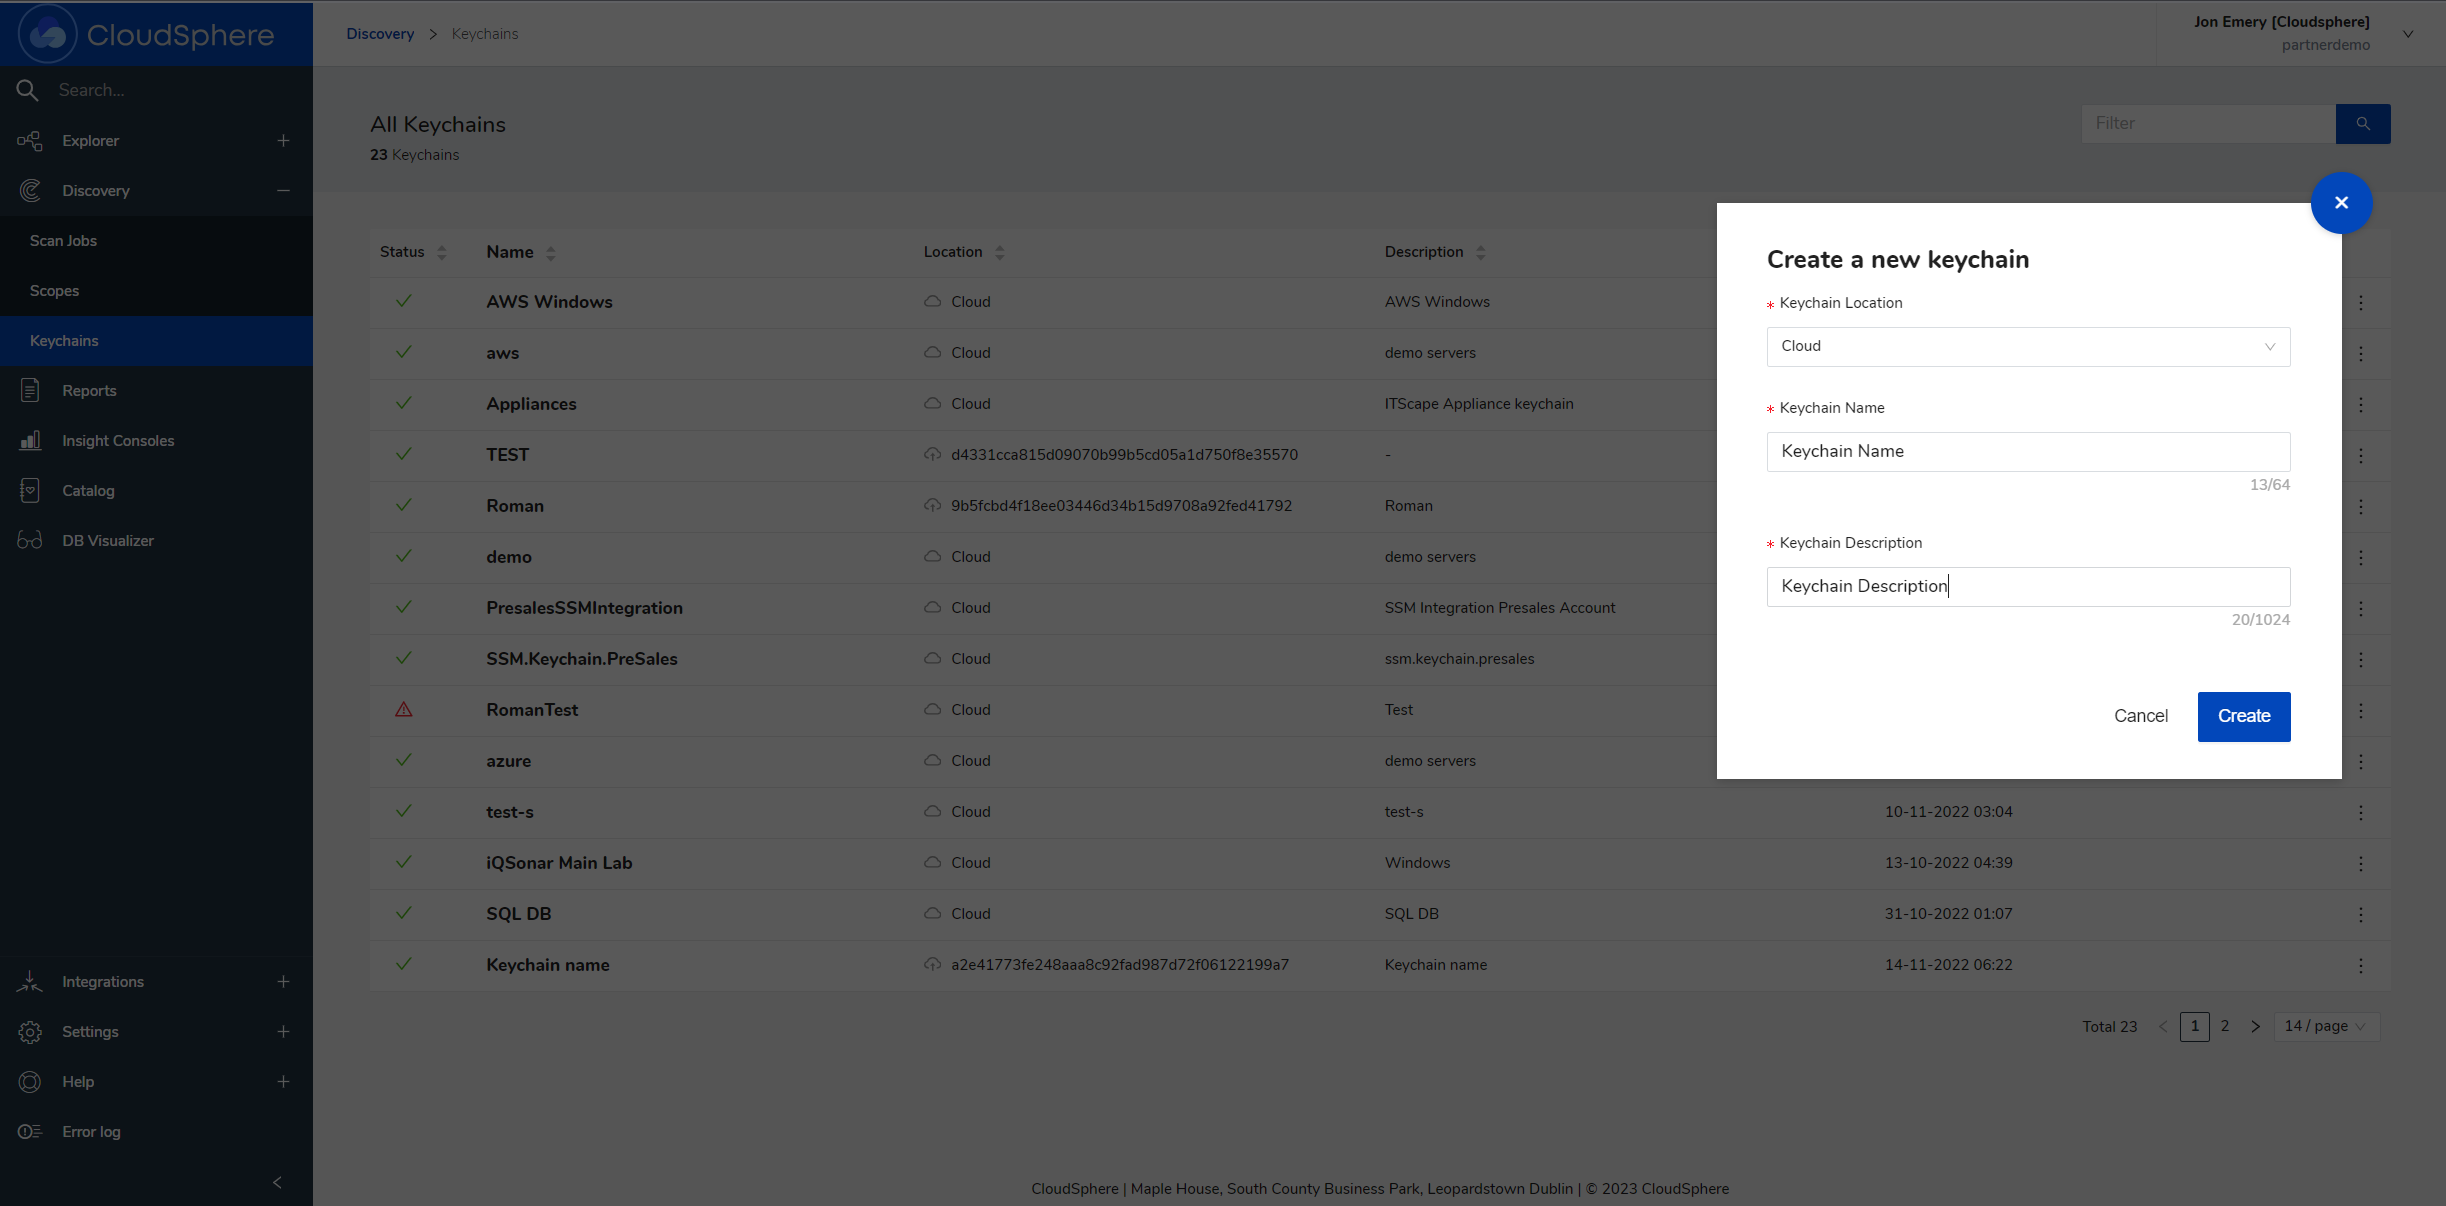 CloudSphere
Discovery > Keychains
Jon Emery [Cloudsphere]
partnerdemo
Search...
Explorer
Discovery
Scan Jobs
Scopes
Keychains
Reports
Insight Consoles
Catalog
DB Visualizer
Integrations
Settings
Help
Error log
All Keychains
23 Keychains
Filter
Status Name Location Description
AWS Windows Cloud AWS Windows
aws Cloud demo servers
Appliances Cloud ITScape Appliance keychain
TEST d4331cca815d09070b99b5cd05a1d750f8e35570 -
Roman 9b5fcbd4f18ee03446d34b15d9708a92fed41792 Roman
demo Cloud demo servers
PresalesSSMIntegration Cloud SSM Integration Presales Account
SSM.Keychain.PreSales Cloud ssm.keychain.presales
RomanTest Cloud Test
azure Cloud demo servers
test-s Cloud test-s 10-11-2022 03:04
iQSonar Main Lab Cloud Windows 13-10-2022 04:39
SQL DB Cloud SQL DB 31-10-2022 01:07
Keychain name a2e41773fe248aaa8c92fad987d72f06122199a7 Keychain name 14-11-2022 06:22
Total 23 < 1 2 > 14 / page
Create a new keychain
* Keychain Location
Cloud
* Keychain Name
Keychain Name
13/64
* Keychain Description
Keychain Description
20/1024
Cancel Create
CloudSphere | Maple House, South County Business Park, Leopardstown Dublin | © 2023 CloudSphere